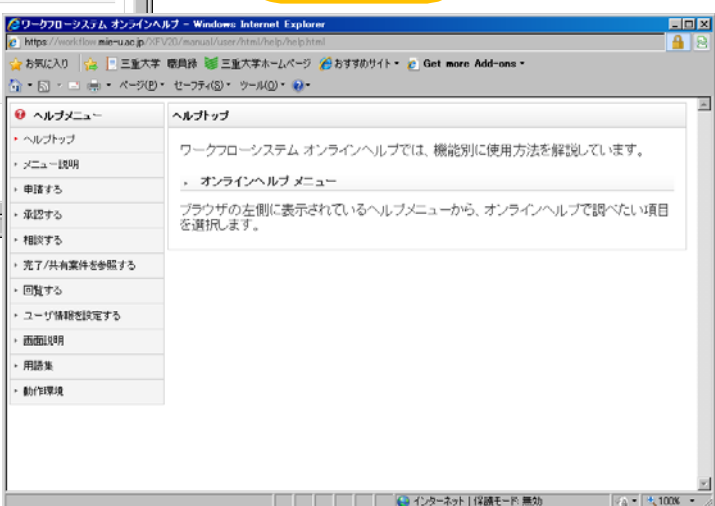 ワークフローシステム オンラインヘルプ - Windows Internet Explorer
https://workflow.mie-u.ac.jp/XFV20/manual/user/html/help/help.html
お気に入り 三重大学 職員録 三重大学ホームページ おすすめサイト Get more Add-ons
ページ(P) セーフティ(S) ツール(O)
ヘルプメニュー
ヘルプトップ
メニュー説明
申請する
承認する
相談する
完了/共有案件を参照する
回覧する
ユーザ情報を設定する
画面説明
用語集
動作環境
ヘルプトップ
ワークフローシステム オンラインヘルプでは、機能別に使用方法を解説しています。
オンラインヘルプ メニュー
ブラウザの左側に表示されているヘルプメニューから、オンラインヘルプで調べたい項目
を選択します。
インターネット | 保護モード: 無効 100%